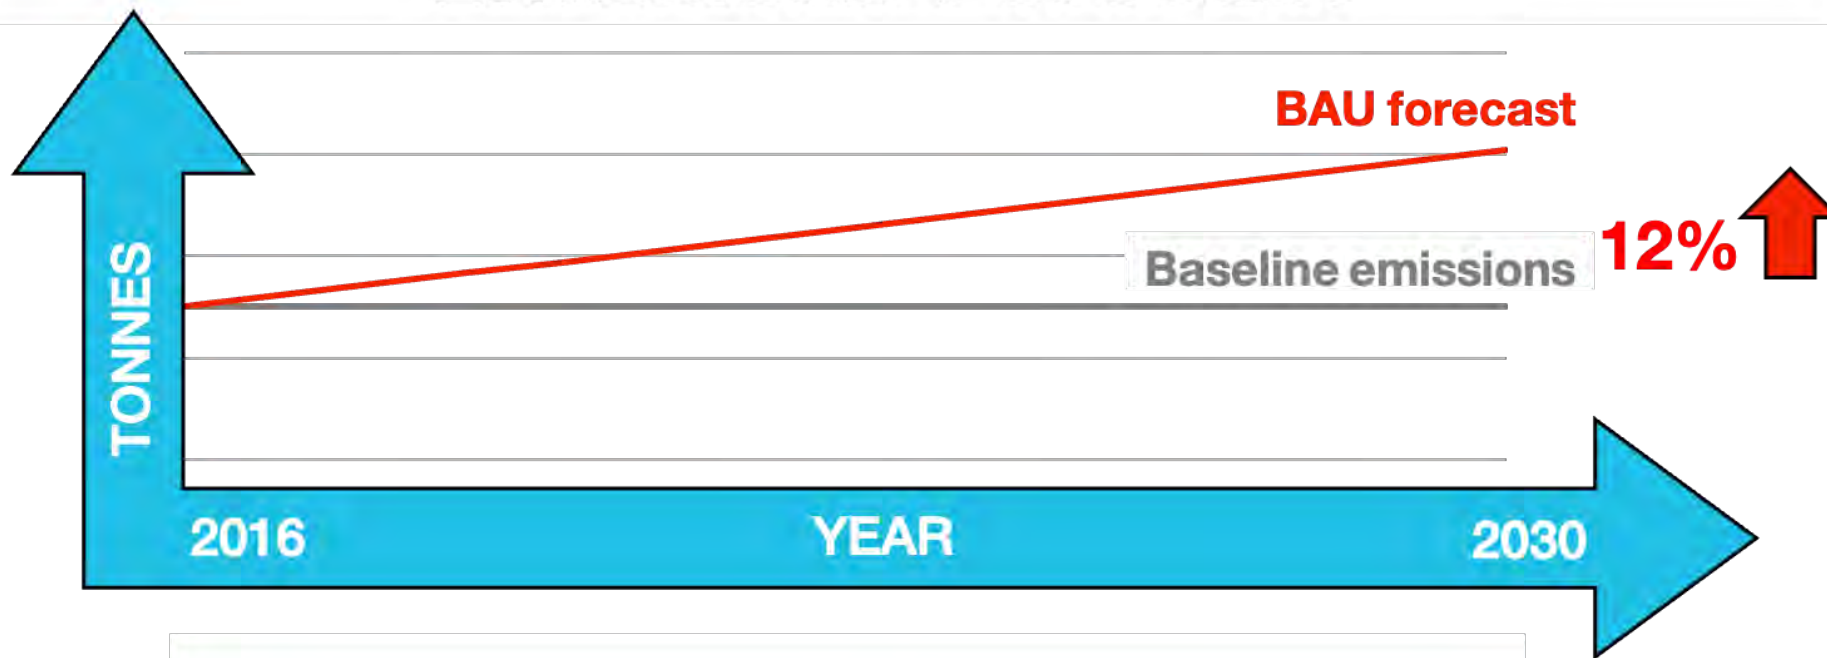 BAU forecast
12%
Baseline emissions
TONNES
2016
YEAR
2030